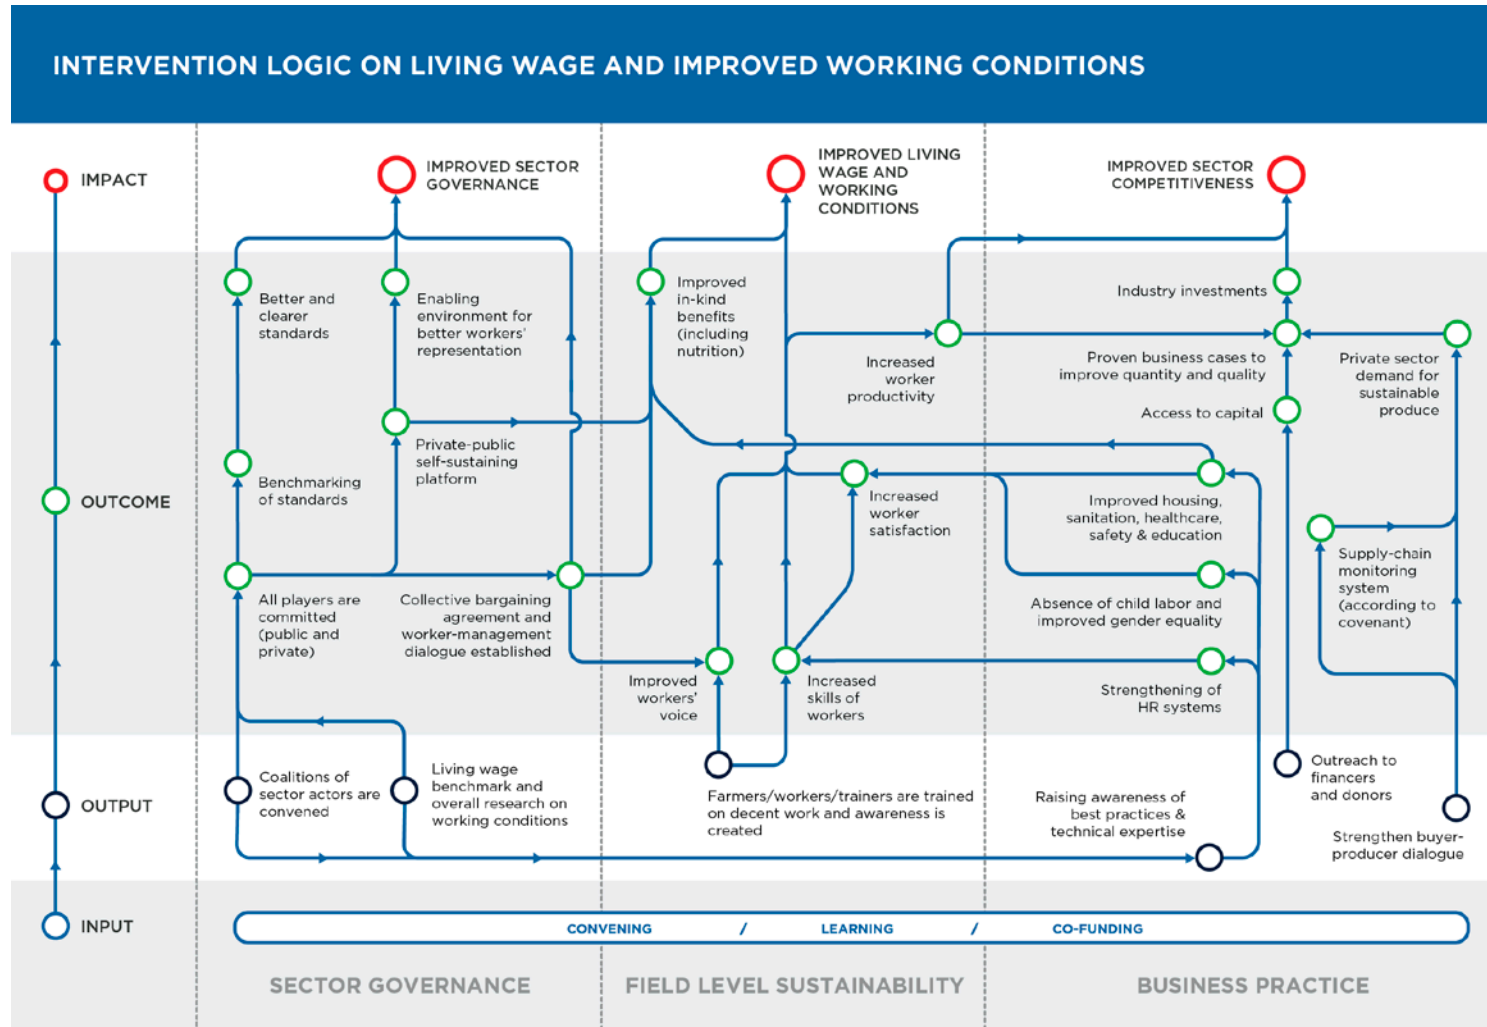 INTERVENTION LOGIC ON LIVING WAGE AND IMPROVED WORKING CONDITIONS
IMPACT
IMPROVED SECTOR
GOVERNANCE
IMPROVED LIVING
WAGE AND
WORKING
CONDITIONS
IMPROVED SECTOR
COMPETITIVENESS
OUTCOME
Better and
clearer
standards
Enabling
environment for
better workers'
representation
Improved
in-kind
benefits
(including
nutrition)
Increased
worker
productivity
Industry investments
Proven business cases to
improve quantity and quality
Private sector
demand for
sustainable
produce
Access to capital
Benchmarking
of standards
Private-public
self-sustaining
platform
Increased
worker
satisfaction
Improved housing,
sanitation, healthcare,
safety & education
Supply-chain
monitoring
system
(according to
covenant)
All players are
committed
(public and
private)
Collective bargaining
agreement and
worker-management
dialogue established
Absence of child labor and
improved gender equality
Improved
workers'
voice
Increased
skills of
workers
Strengthening of
HR systems
OUTPUT
Coalitions of
sector actors are
convened
Living wage
benchmark and
overall research on
working conditions
Farmers/workers/trainers are trained
on decent work and awareness is
created
Raising awareness of
best practices &
technical expertise
Outreach to
financers
and donors
Strengthen buyer-
producer dialogue
INPUT
CONVENING / LEARNING / CO-FUNDING
SECTOR GOVERNANCE
FIELD LEVEL SUSTAINABILITY
BUSINESS PRACTICE